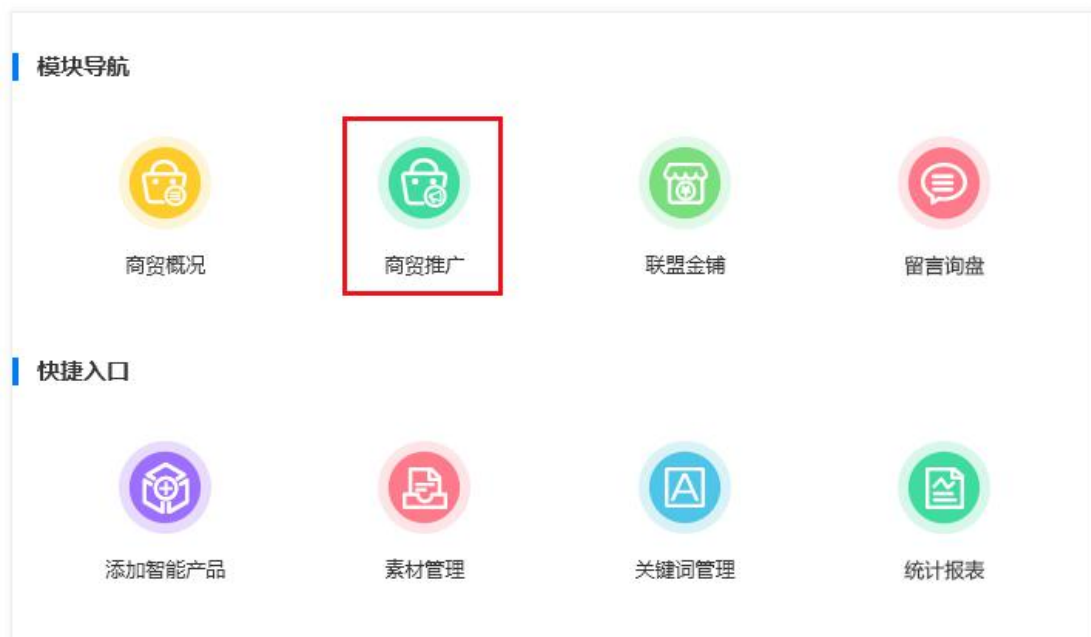 模块导航
商贸概况
商贸推广
联盟金铺
留言询盘
快捷入口
添加智能产品
素材管理
关键词管理
统计报表